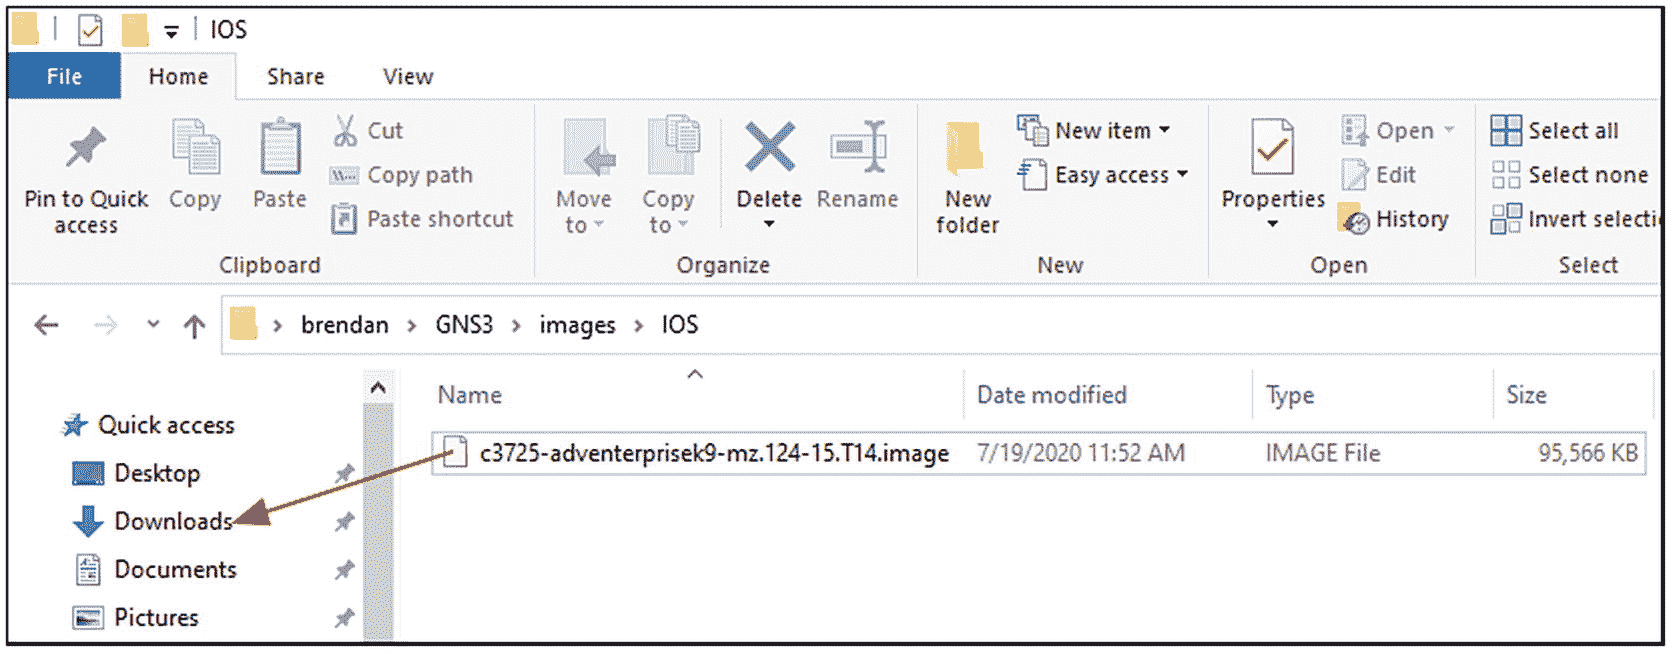 IOS
File Home Share View
Pin to Quick access
Copy
Paste
Cut
Copy path
Paste shortcut
Clipboard
Move to
Copy to
Delete
Rename
Organize
New folder
New item
Easy access
New
Properties
Open
Edit
History
Open
Select all
Select none
Invert selecti
Select
brendan > GNS3 > images > IOS
Name Date modified Type Size
c3725-adventerprisek9-mz.124-15.T14.image 7/19/2020 11:52 AM IMAGE File 95,566 KB
Quick access
Desktop
Downloads
Documents
Pictures